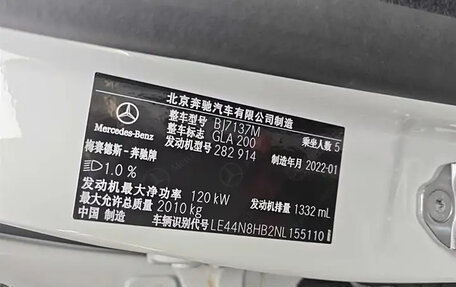 北京奔驰汽车有限公司制造
整车型号 BJ7137M 乘坐人数 5
Mercedes-Benz 整车标志 GLA 200
梅赛德斯-奔驰牌 发动机型号 282 914 制造年月 2022-01
1.0 %
发动机最大净功率 120 kW 发动机排量 1332 mL
最大允许总质量 2010 kg
中国 制造 车辆识别代号 LE44N8HB2NL155110